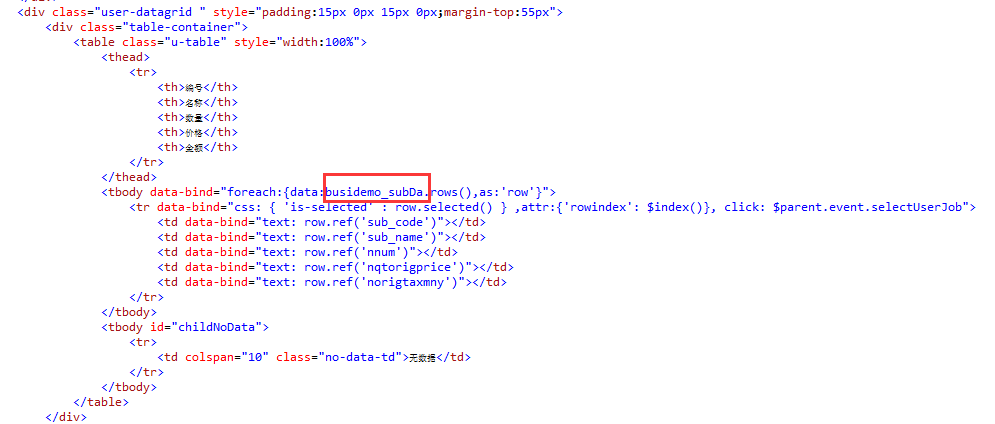 <div class="user-datagrid " style="padding:15px 0px 15px 0px;margin-top:55px">
<div class="table-container">
<table class="u-table" style="width:100%">
<thead>
<tr>
<th>编号</th>
<th>名称</th>
<th>数量</th>
<th>价格</th>
<th>金额</th>
</tr>
</thead>
<tbody data-bind="foreach:{data:busidemo_subDa.rows(),as:'row'}">
<tr data-bind="css: { 'is-selected' : row.selected() } ,attr:{'rowindex': $index()}, click: $parent.event.selectUserJob">
<td data-bind="text: row.ref('sub_code')"></td>
<td data-bind="text: row.ref('sub_name')"></td>
<td data-bind="text: row.ref('nnum')"></td>
<td data-bind="text: row.ref('nqtorigprice')"></td>
<td data-bind="text: row.ref('norigtaxmny')"></td>
</tr>
</tbody>
<tbody id="childNoData">
<tr>
<td colspan="10" class="no-data-td">无数据</td>
</tr>
</tbody>
</table>
</div>